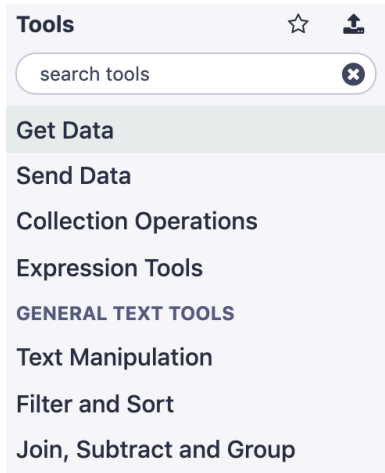 Tools
search tools
Get Data
Send Data
Collection Operations
Expression Tools
GENERAL TEXT TOOLS
Text Manipulation
Filter and Sort
Join, Subtract and Group